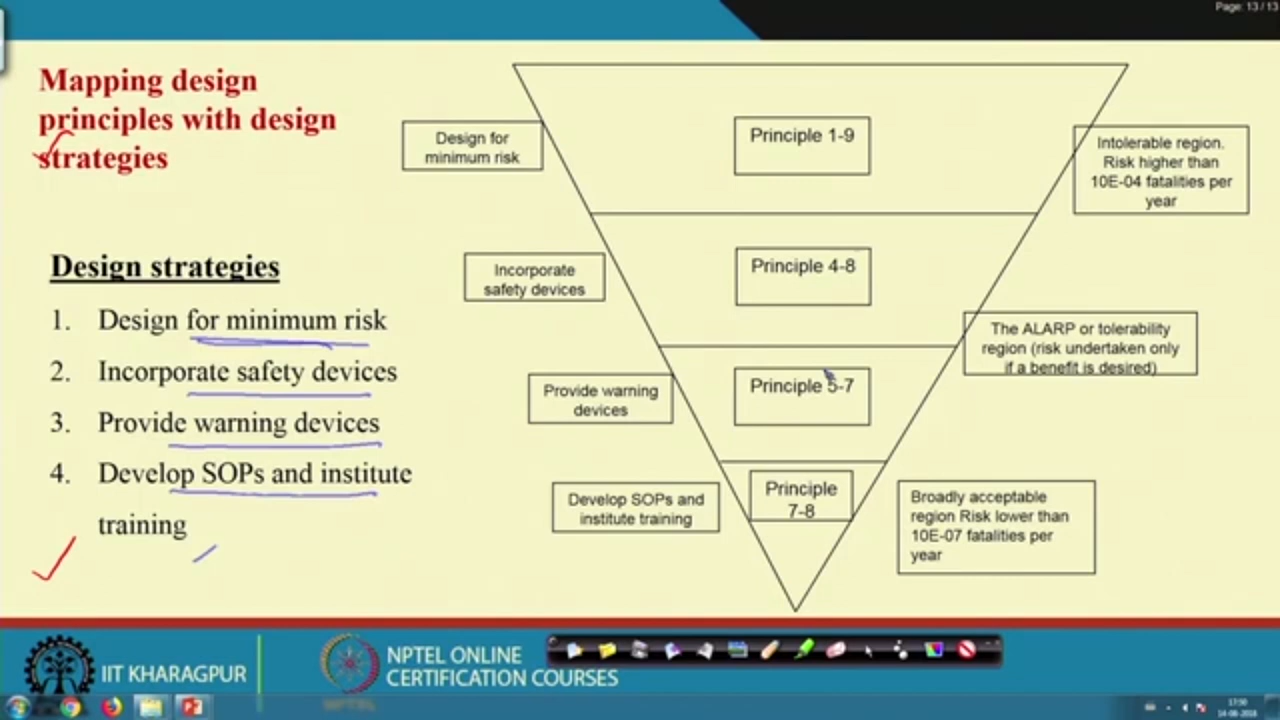 Page: 13 / 13
Mapping design
principles with design
strategies
Design strategies
1. Design for minimum risk
2. Incorporate safety devices
3. Provide warning devices
4. Develop SOPs and institute
training
Design for
minimum risk
Principle 1-9
Intolerable region.
Risk higher than
10E-04 fatalities per
year
Incorporate
safety devices
Principle 4-8
The ALARP or tolerability
region (risk undertaken only
if a benefit is desired)
Provide warning
devices
Principle 5-7
Develop SOPs and
institute training
Principle
7-8
Broadly acceptable
region Risk lower than
10E-07 fatalities per
year
IIT KHARAGPUR
NPTEL ONLINE
CERTIFICATION COURSES
17:50
14-08-2018